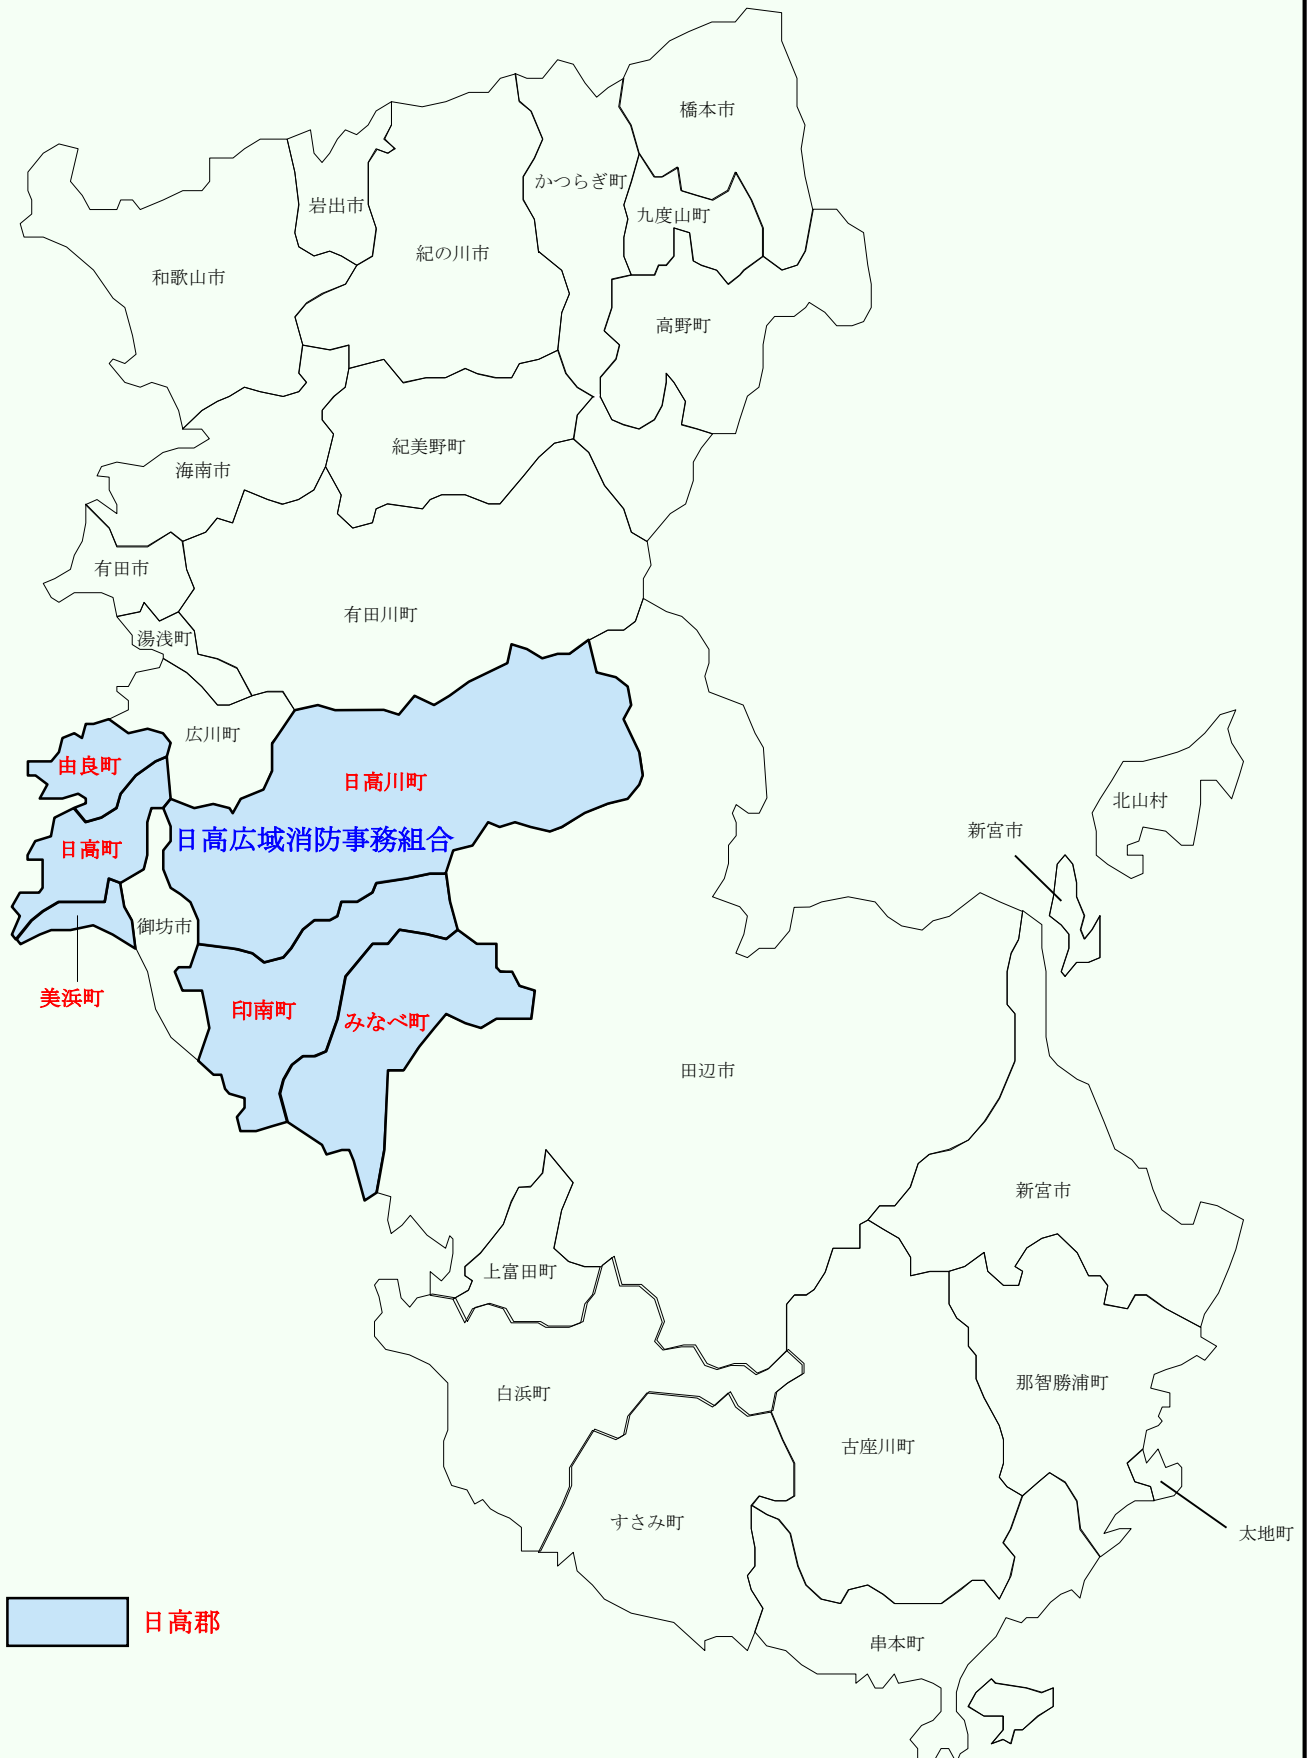 橋本市
かつらぎ町
岩出市
九度山町
紀の川市
和歌山市
高野町
紀美野町
海南市
有田市
有田川町
湯浅町
広川町
由良町
日高川町
北山村
新宮市
日高広域消防事務組合
日高町
御坊市
美浜町
印南町
みなべ町
田辺市
新宮市
上富田町
那智勝浦町
白浜町
古座川町
すさみ町
太地町
日高郡
串本町